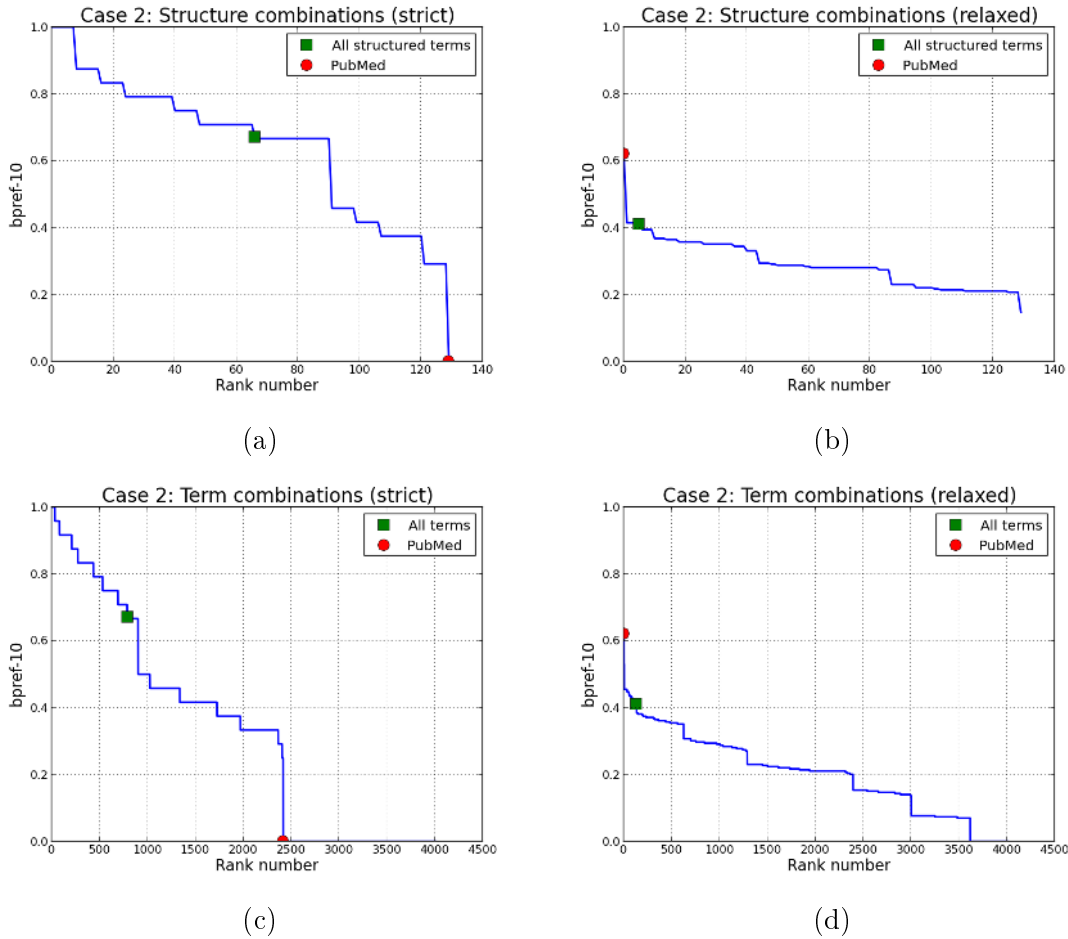 Case 2: Structure combinations (strict)
1.0
0.8
0.6
0.4
0.2
0.0
bpref-10
All structured terms
PubMed
0 20 40 60 80 100 120 140
Rank number
(a)
Case 2: Structure combinations (relaxed)
1.0
0.8
0.6
0.4
0.2
0.0
bpref-10
All structured terms
PubMed
0 20 40 60 80 100 120 140
Rank number
(b)
Case 2: Term combinations (strict)
1.0
0.8
0.6
0.4
0.2
0.0
bpref-10
All terms
PubMed
0 500 1000 1500 2000 2500 3000 3500 4000 4500
Rank number
(c)
Case 2: Term combinations (relaxed)
1.0
0.8
0.6
0.4
0.2
0.0
bpref-10
All terms
PubMed
0 500 1000 1500 2000 2500 3000 3500 4000 4500
Rank number
(d)